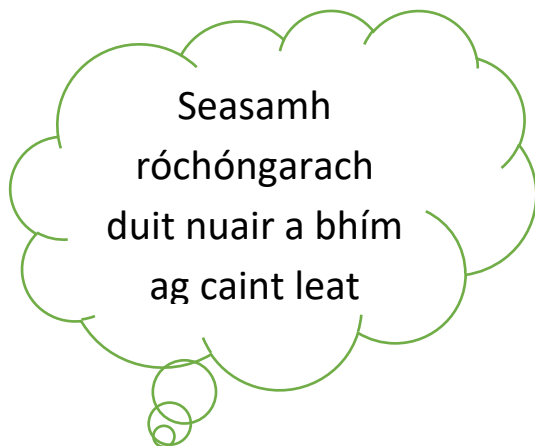 Seasamh
róchóngarach
duit nuair a bhím
ag caint leat